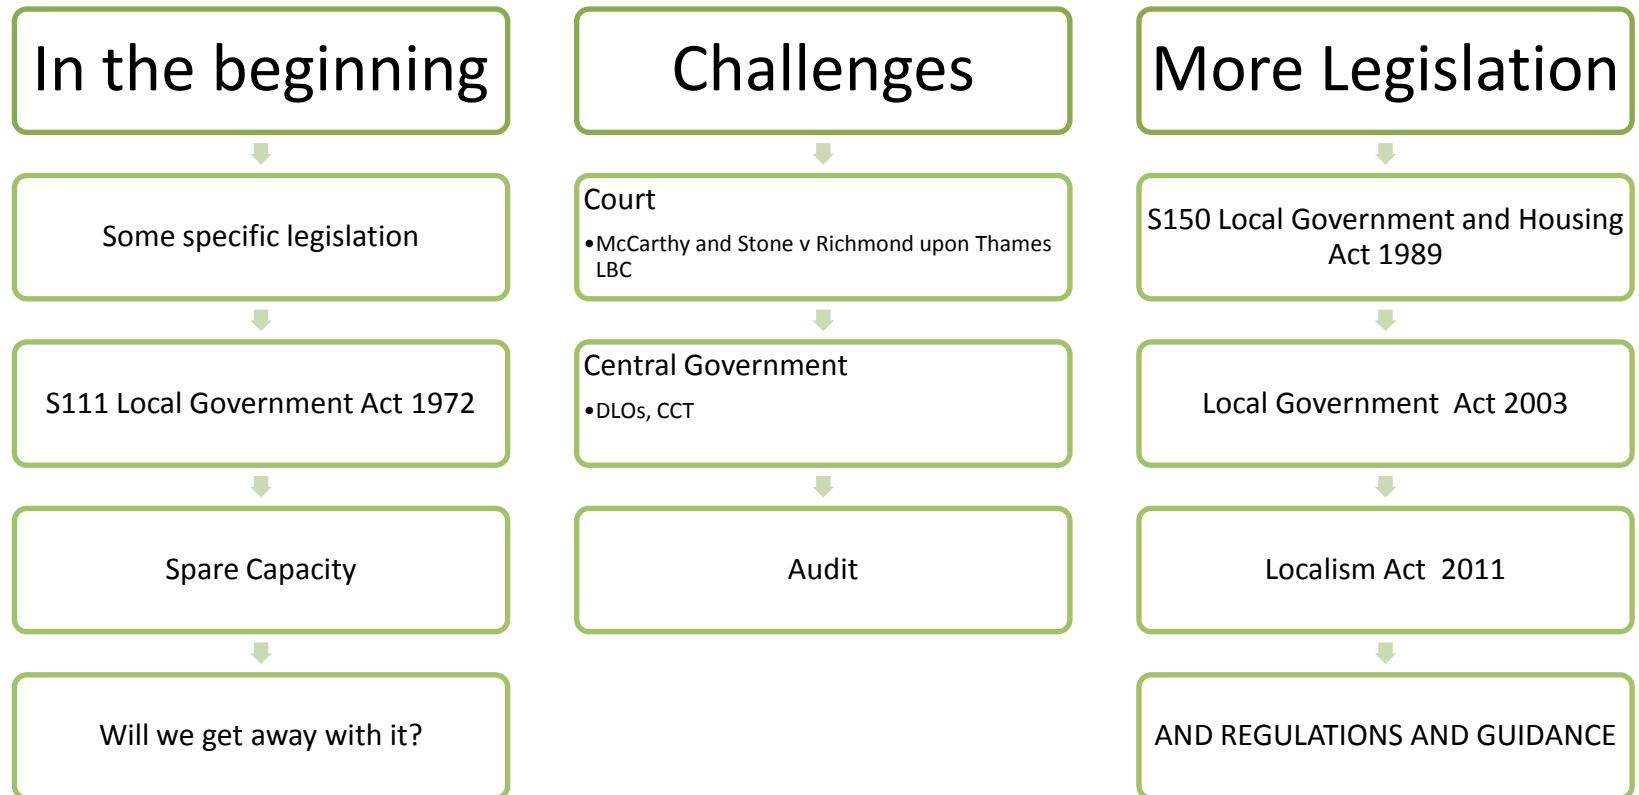 In the beginning
Some specific legislation
S111 Local Government Act 1972
Spare Capacity
Will we get away with it?
Challenges
Court
•McCarthy and Stone v Richmond upon Thames
LBC
Central Government
•DLOs, CCT
Audit
More Legislation
S150 Local Government and Housing
Act 1989
Local Government  Act 2003
Localism Act  2011
AND REGULATIONS AND GUIDANCE